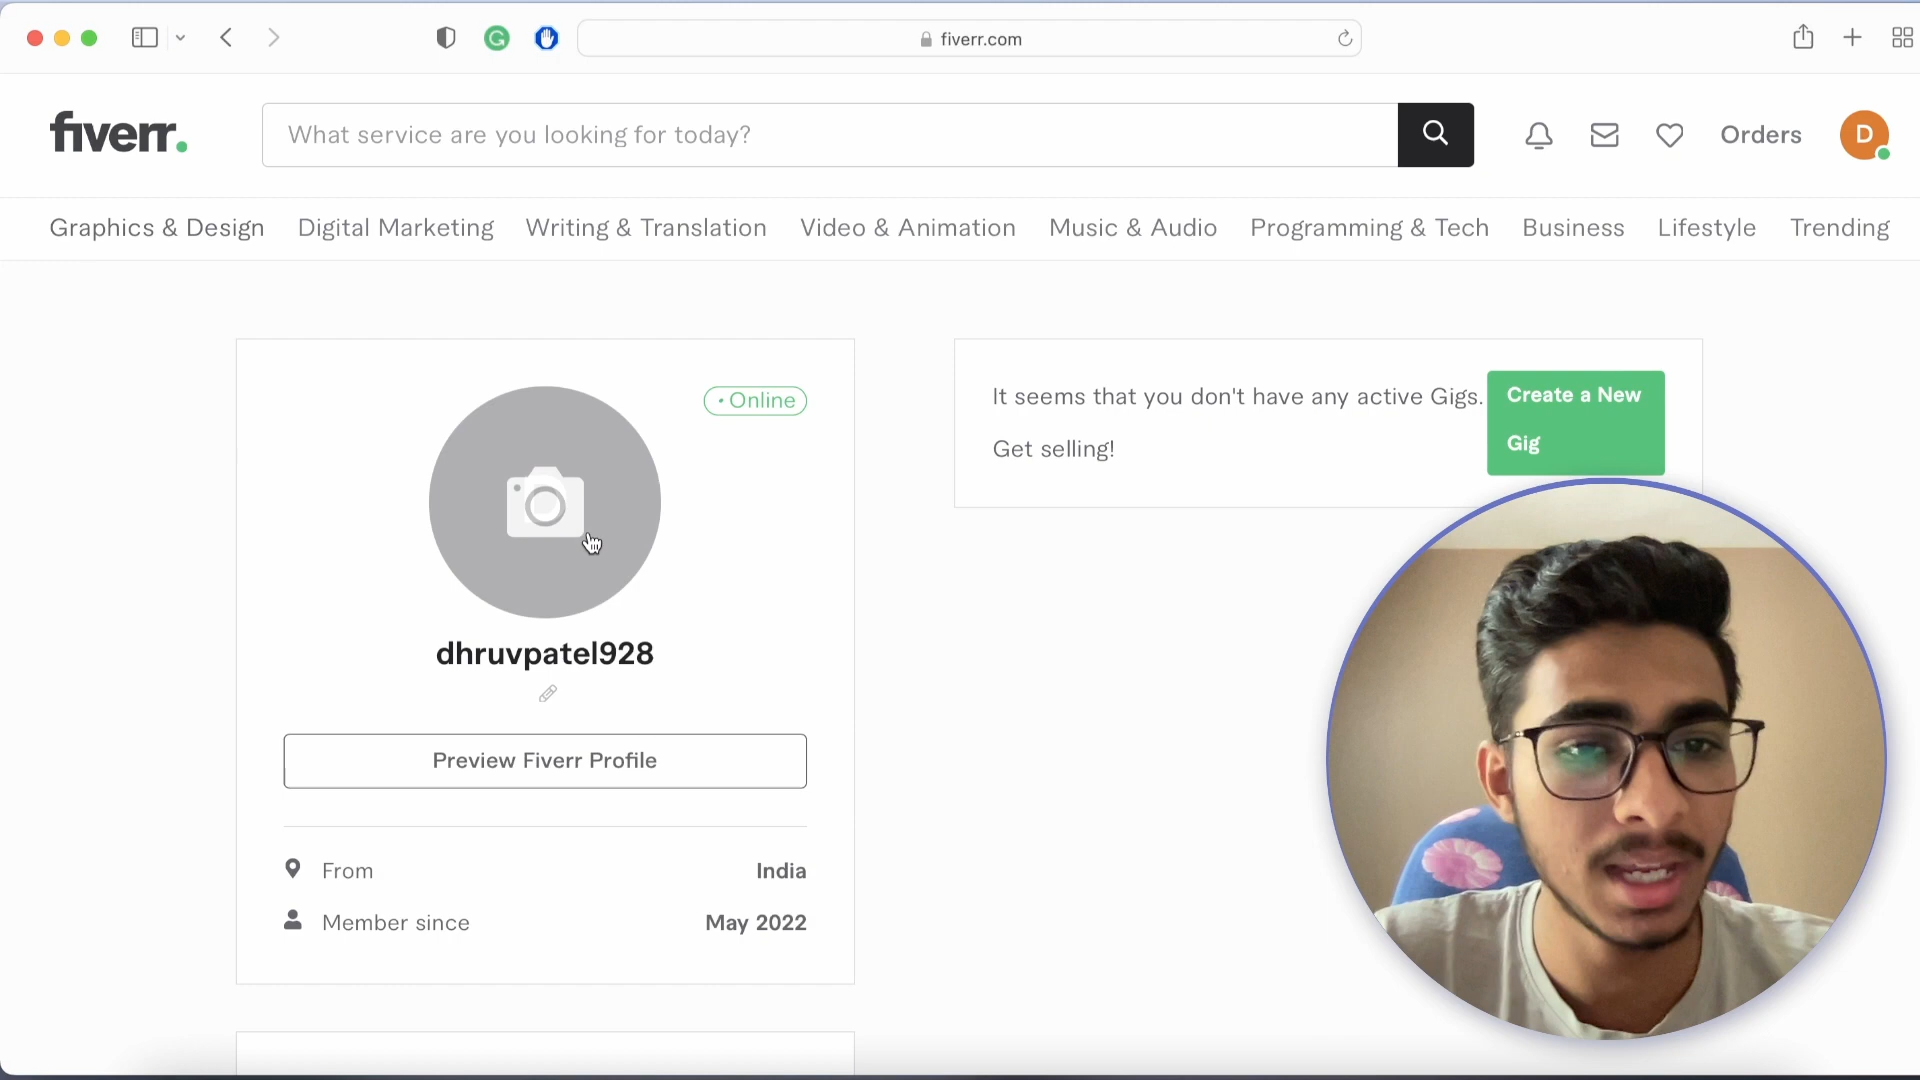 fiverr.com
fiverr.
What service are you looking for today?
Orders
D
Graphics & Design Digital Marketing Writing & Translation Video & Animation Music & Audio Programming & Tech Business Lifestyle Trending
• Online
dhruvpatel928
Preview Fiverr Profile
From India
Member since May 2022
It seems that you don't have any active Gigs.
Get selling!
Create a New
Gig